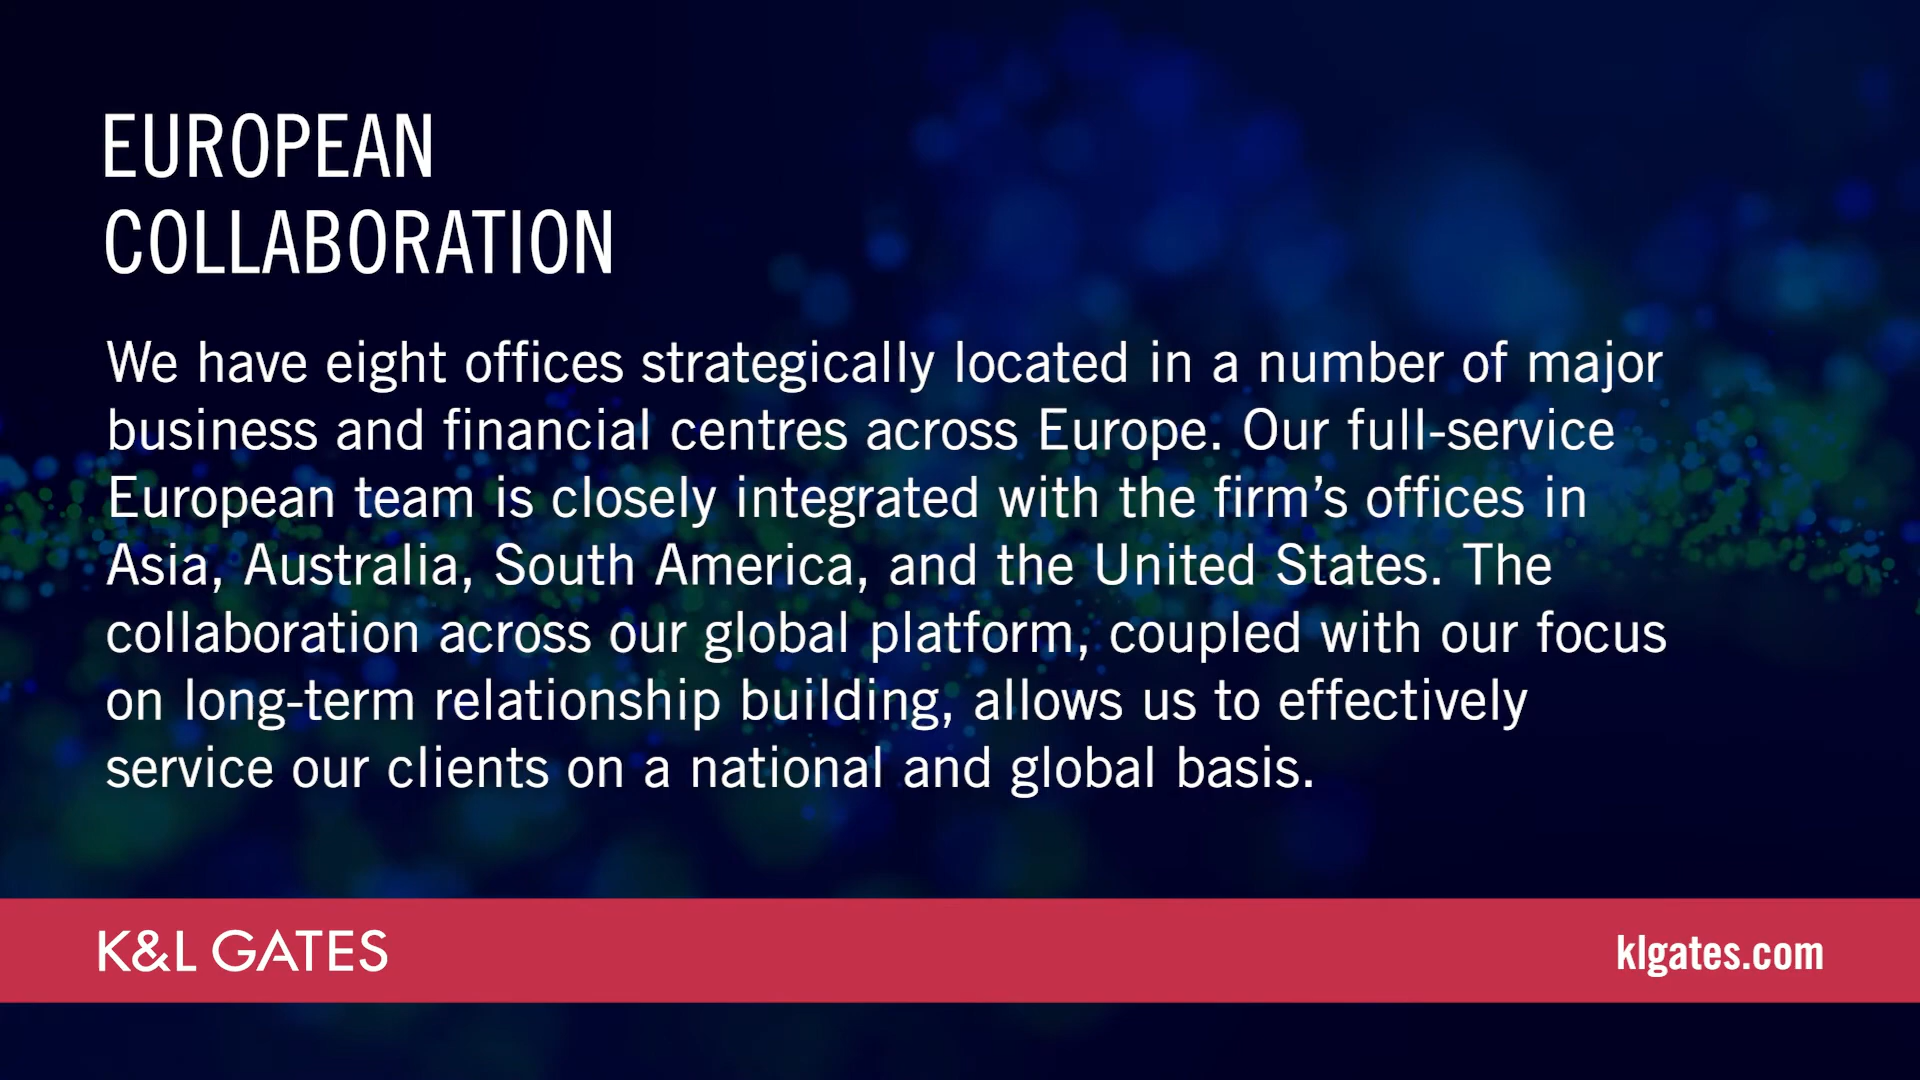 EUROPEAN
COLLABORATION
We have eight offices strategically located in a number of major
business and financial centres across Europe. Our full-service
European team is closely integrated with the firm’s offices in
Asia, Australia, South America, and the United States. The
collaboration across our global platform, coupled with our focus
on long-term relationship building, allows us to effectively
service our clients on a national and global basis.
K&L GATES
klgates.com